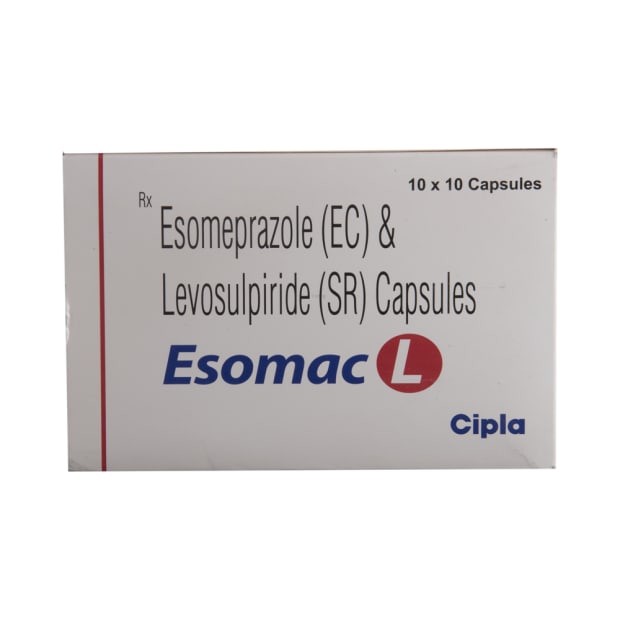 10 x 10 Capsules
Rx
Esomeprazole (EC) &
Levosulpiride (SR) Capsules
Esomac L
Cipla